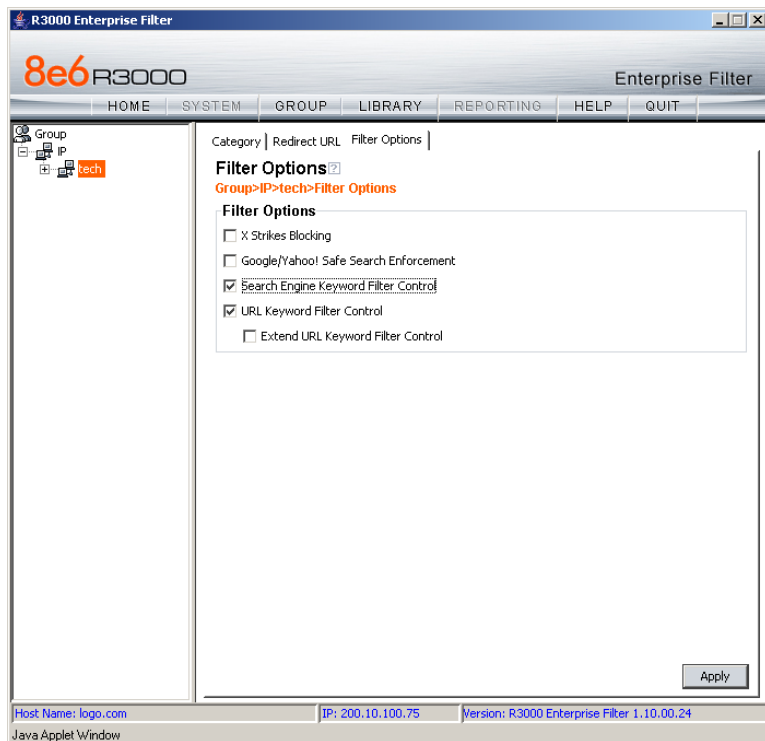 R3000 Enterprise Filter
8e6 R3000
Enterprise Filter
HOME SYSTEM GROUP LIBRARY REPORTING HELP QUIT
Group
IP
tech
Category Redirect URL Filter Options
Filter Options?
Group>IP>tech>Filter Options
Filter Options
X Strikes Blocking
Google/Yahoo! Safe Search Enforcement
Search Engine Keyword Filter Control
URL Keyword Filter Control
Extend URL Keyword Filter Control
Apply
Host Name: logo.com IP: 200.10.100.75 Version: R3000 Enterprise Filter 1.10.00.24
Java Applet Window